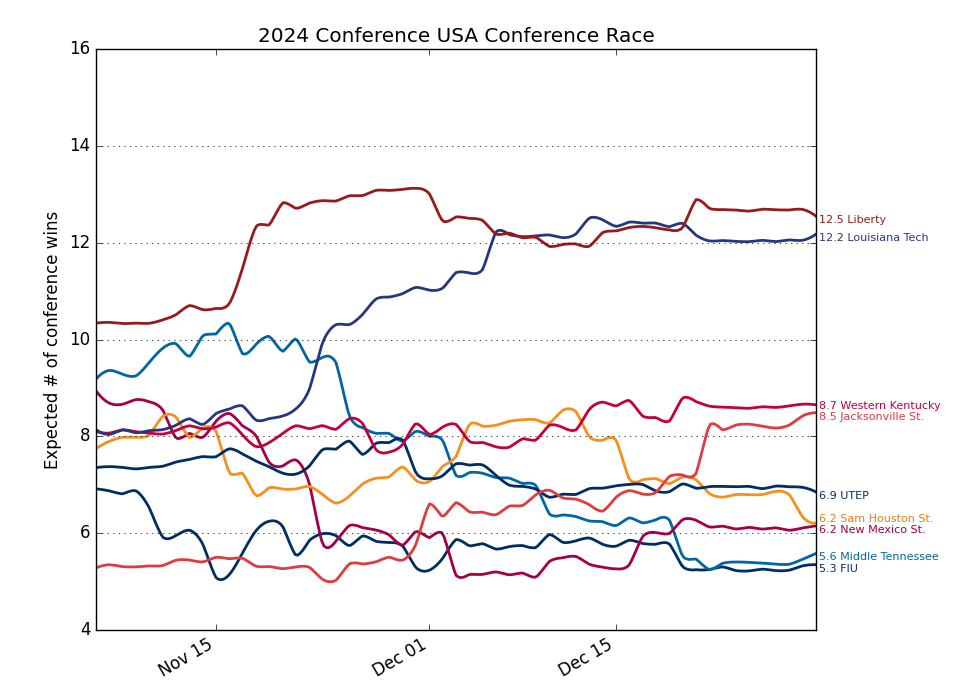 2024 Conference USA Conference Race
Expected # of conference wins
16
14
12
10
8
6
4
Nov 15
Dec 01
Dec 15
12.5 Liberty
12.2 Louisiana Tech
8.7 Western Kentucky
8.5 Jacksonville St.
6.9 UTEP
6.2 Sam Houston St.
6.2 New Mexico St.
5.6 Middle Tennessee
5.3 FIU